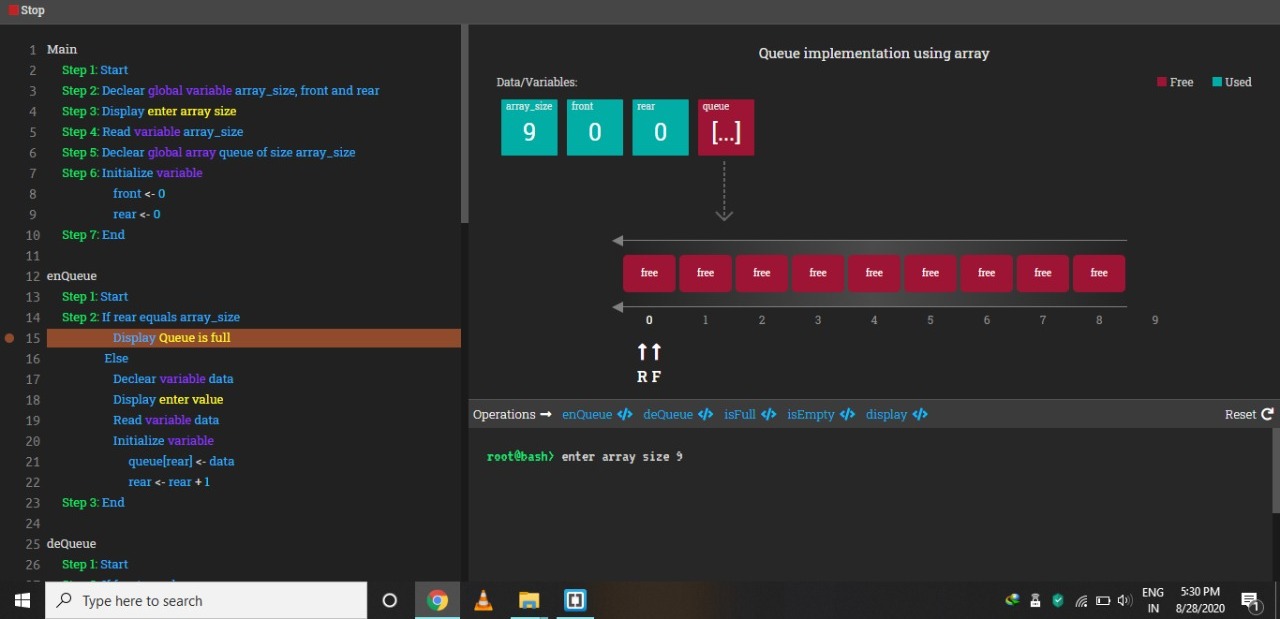 Stop
1 Main
2 Step 1: Start
3 Step 2: Declear global variable array_size, front and rear
4 Step 3: Display enter array size
5 Step 4: Read variable array_size
6 Step 5: Declear global array queue of size array_size
7 Step 6: Initialize variable
8 front <- 0
9 rear <- 0
10 Step 7: End
11
12 enQueue
13 Step 1: Start
14 Step 2: If rear equals array_size
15 Display Queue is full
16 Else
17 Declear variable data
18 Display enter value
19 Read variable data
20 Initialize variable
21 queue[rear] <- data
22 rear <- rear + 1
23 Step 3: End
24
25 deQueue
26 Step 1: Start
Queue implementation using array
Data/Variables:
Free Used
array_size front rear queue
9 0 0 [...]
free free free free free free free free free
0 1 2 3 4 5 6 7 8 9
R F
Operations → enQueue </> deQueue </> isFull </> isEmpty </> display </> Reset
root@bash> enter array size 9
Type here to search
ENG
IN
5:30 PM
8/28/2020
1